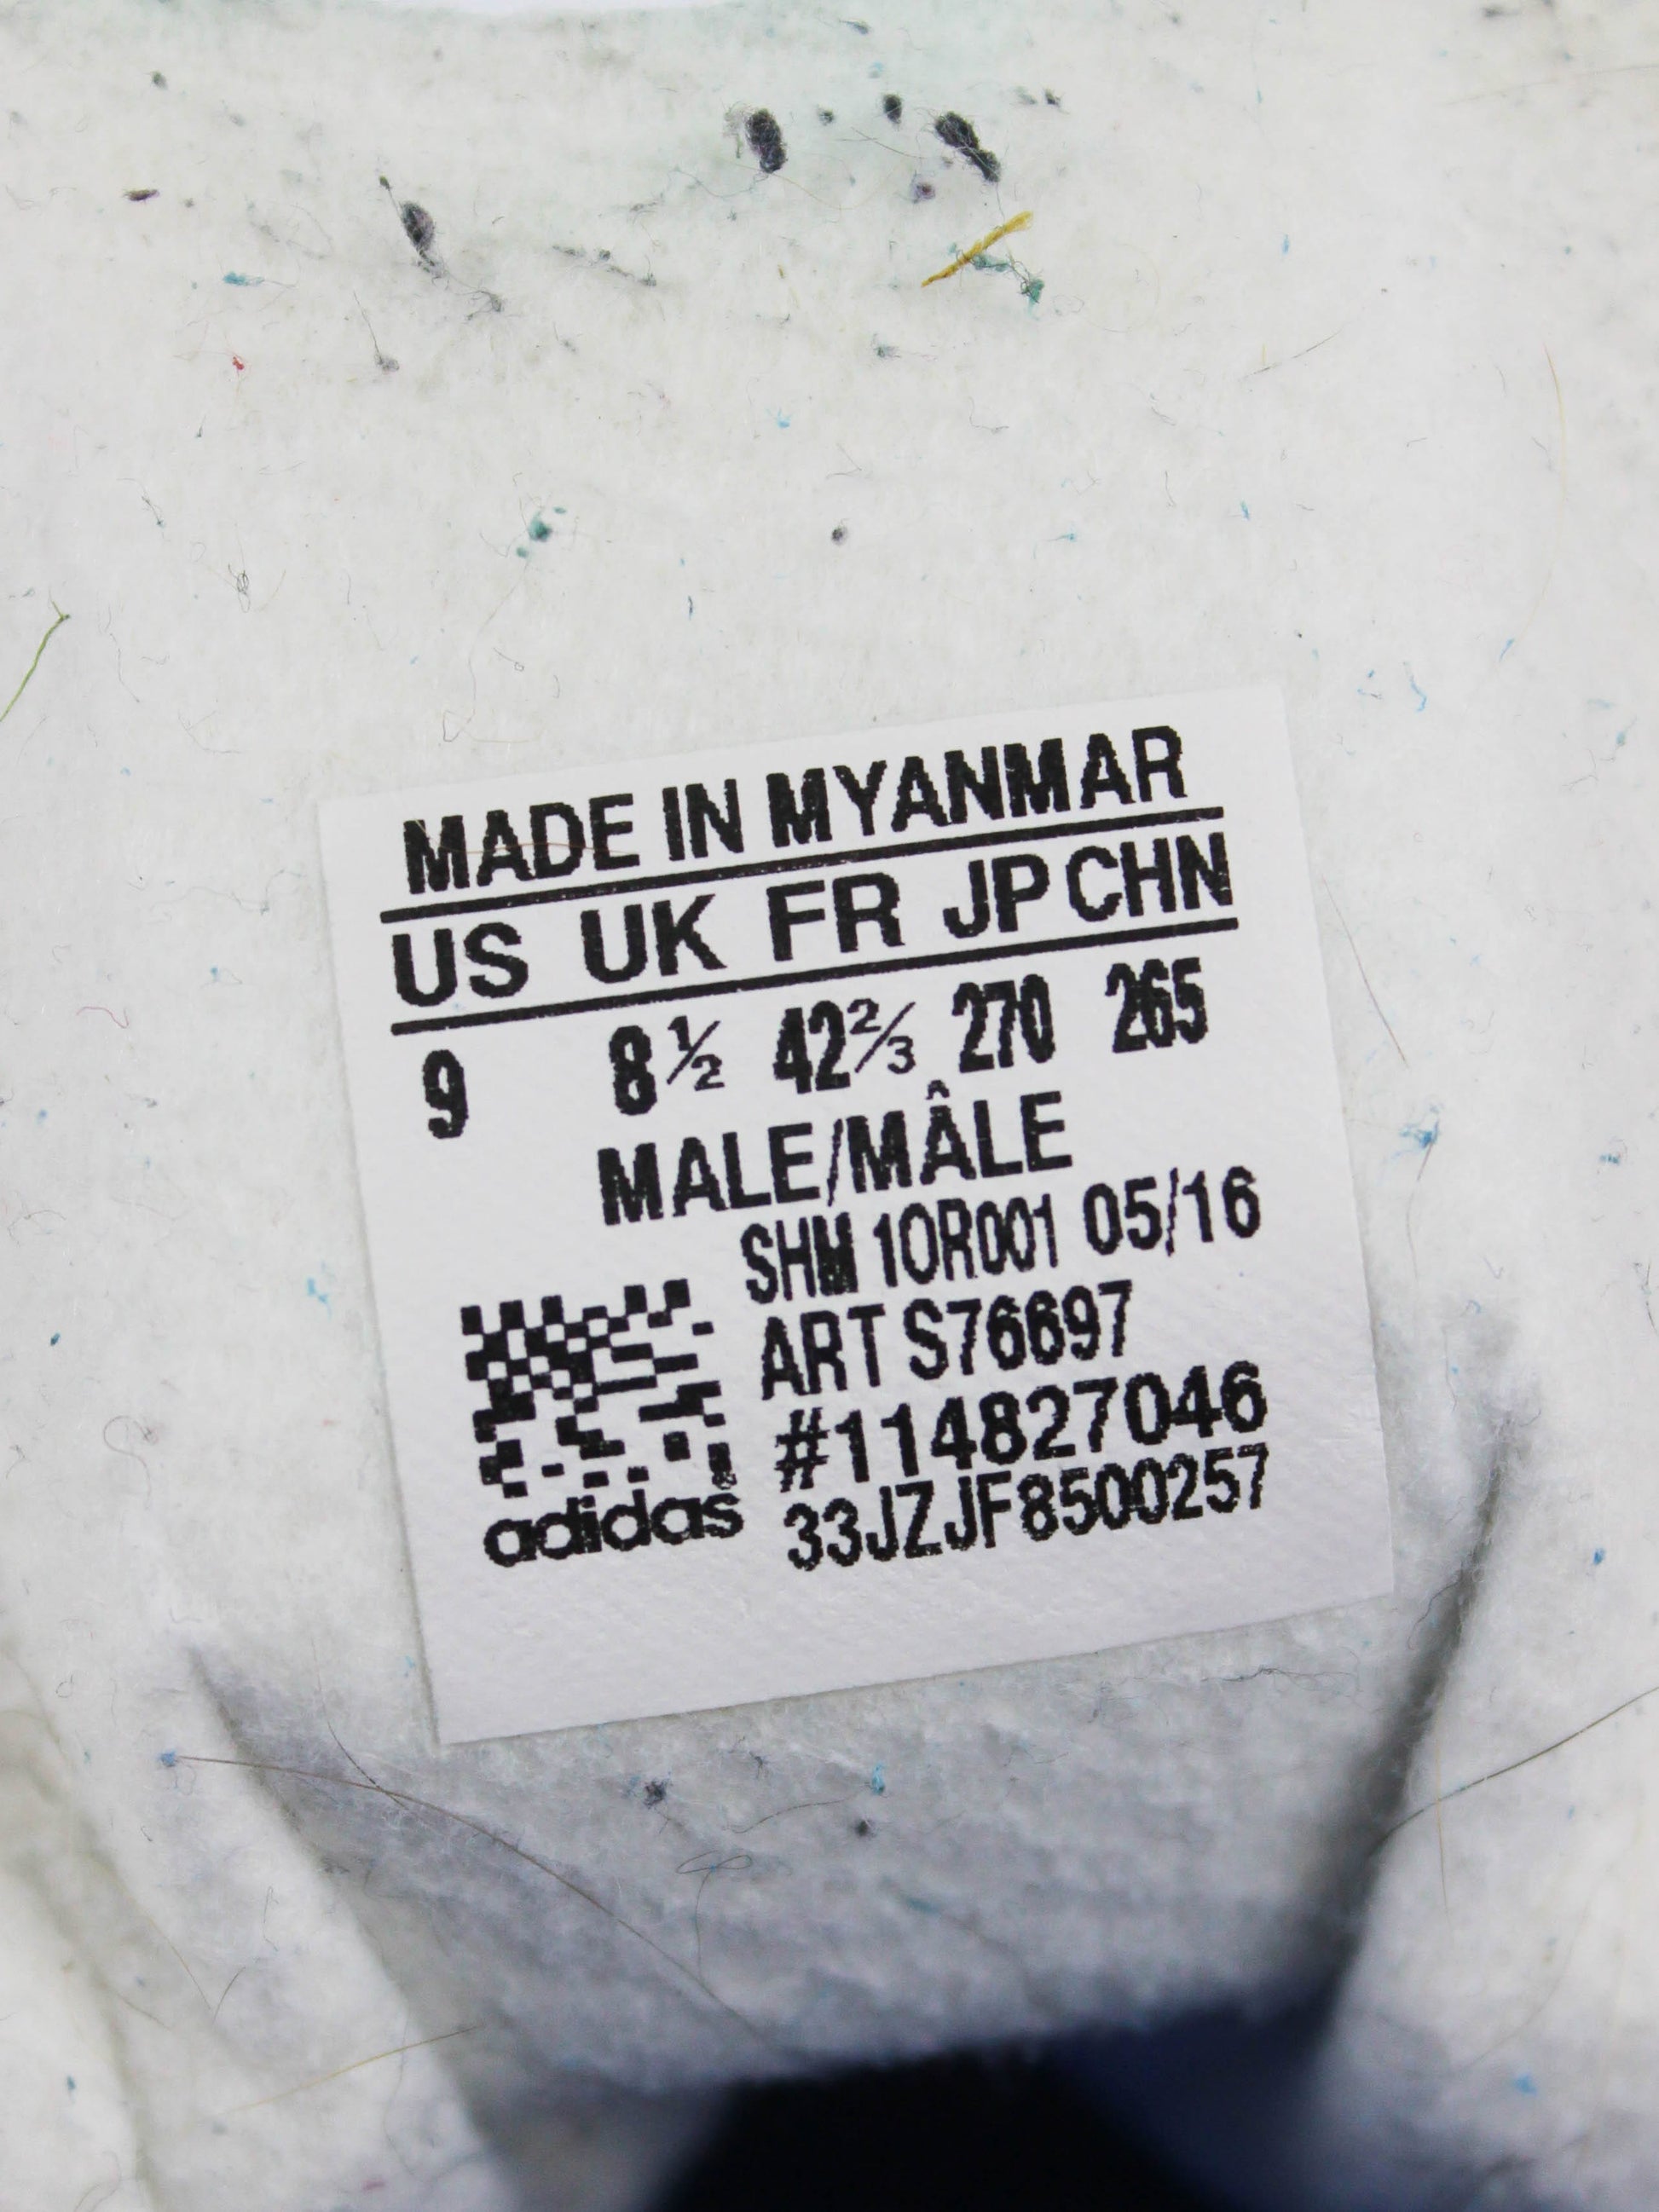 MADE IN MYANMAR
US UK FR JP CHN
9 8½ 42⅔ 270 265
MALE/MÂLE
SHM 10R001 05/16
ART S76697
#114827046
adidas® 33JZJF8500257